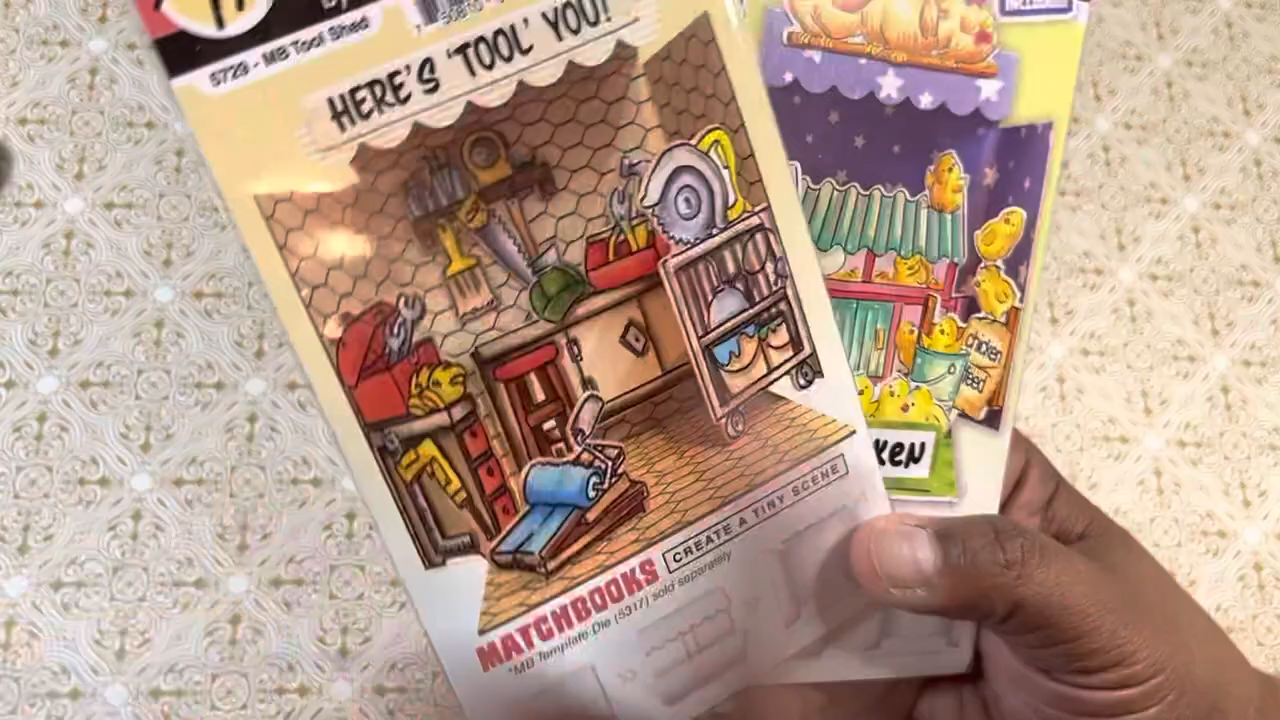 5729 - MB Tool Shed
HERE'S 'TOOL' YOU!
chicken
feed
KEN
CREATE A TINY SCENE
MATCHBOOKS
*MB Template Die (5317) sold separately